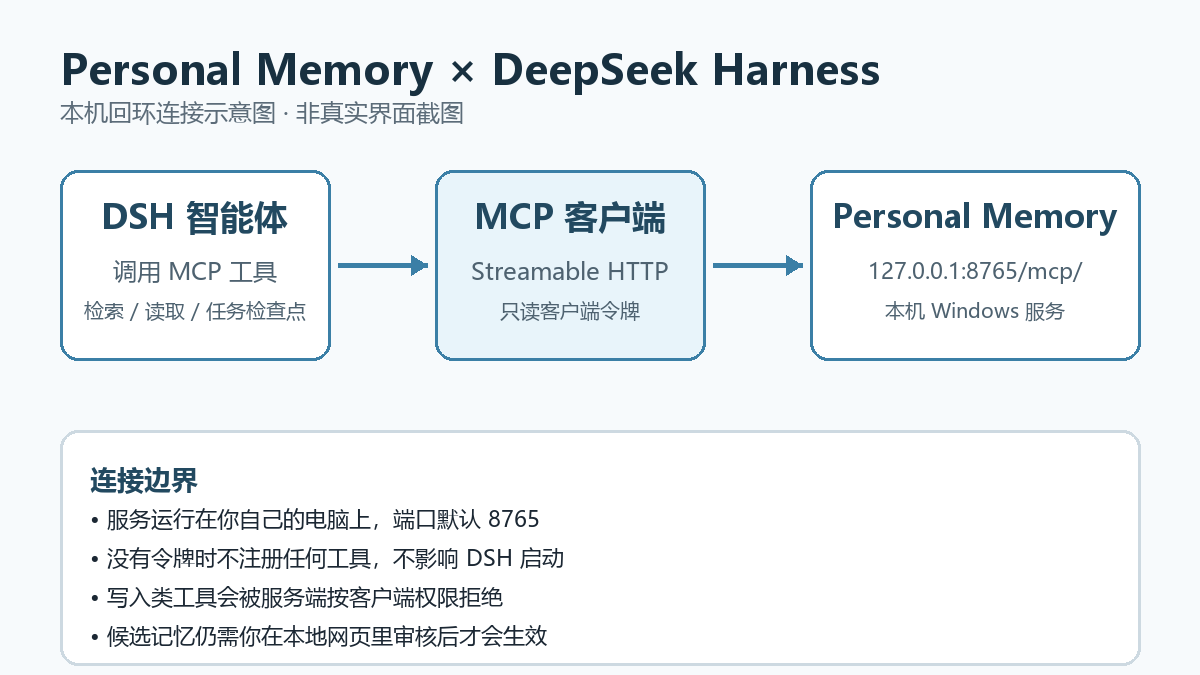 Personal Memory × DeepSeek Harness
本机回环连接示意图 · 非真实界面截图
DSH 智能体
调用 MCP 工具
检索 / 读取 / 任务检查点
MCP 客户端
Streamable HTTP
只读客户端令牌
Personal Memory
127.0.0.1:8765/mcp/
本机 Windows 服务
连接边界
• 服务运行在你自己的电脑上，端口默认 8765
• 没有令牌时不注册任何工具，不影响 DSH 启动
• 写入类工具会被服务端按客户端权限拒绝
• 候选记忆仍需你在本地网页里审核后才会生效